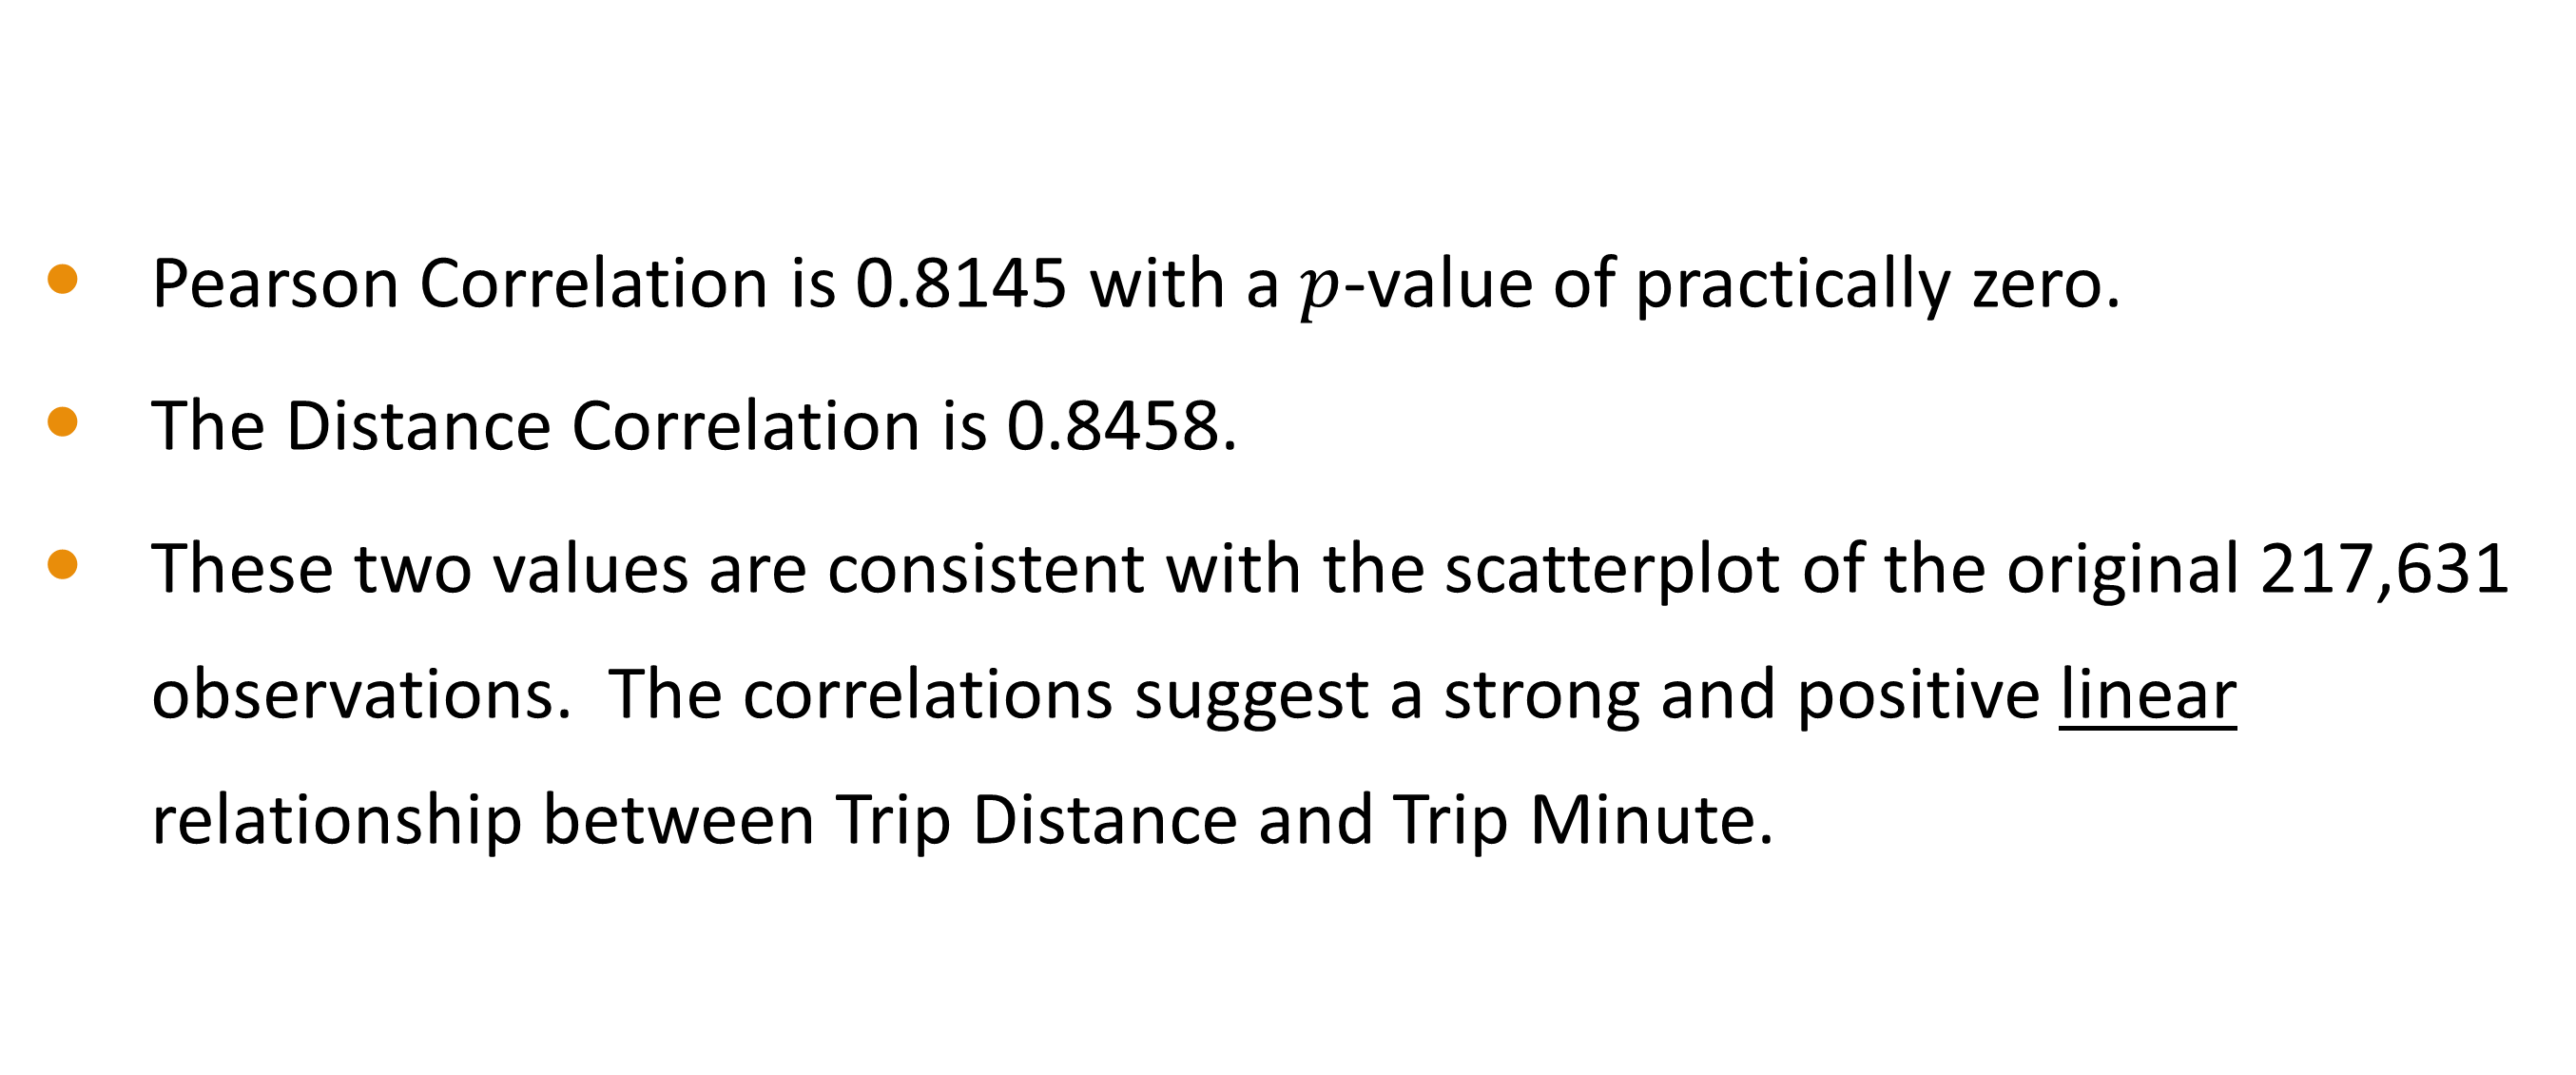 • Pearson Correlation is 0.8145 with a p-value of practically zero.
• The Distance Correlation is 0.8458.
• These two values are consistent with the scatterplot of the original 217,631
observations.  The correlations suggest a strong and positive linear
relationship between Trip Distance and Trip Minute.